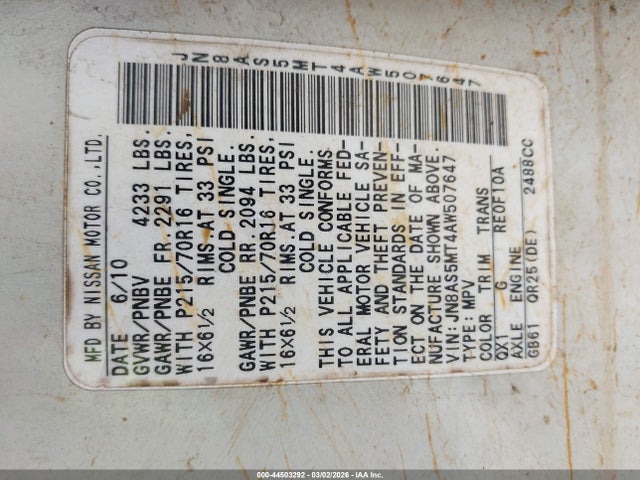 JN8AS5MT4AW507647
MFD BY NISSAN MOTOR CO.,LTD.
DATE 6/10
GVWR/PNBV 4233 LBS.
GAWR/PNBE FR. 2291 LBS.
WITH P215/70R16 TIRES,
16X6½ RIMS.AT 33 PSI
COLD SINGLE.
GAWR/PNBE RR. 2094 LBS.
WITH P215/70R16 TIRES,
16X6½ RIMS.AT 33 PSI
COLD SINGLE.
THIS VEHICLE CONFORMS
TO ALL APPLICABLE FED-
ERAL MOTOR VEHICLE SA-
FETY AND THEFT PREVEN
TION STANDARDS IN EFF-
ECT ON THE DATE OF MA-
NUFACTURE SHOWN ABOVE.
VIN:JN8AS5MT4AW507647
TYPE:MPV
COLOR TRIM TRANS
QX1 G RE0F10A
AXLE ENGINE
GB61 QR25(DE) 2488CC
000-44503292 - 03/02/2026 - IAA Inc.